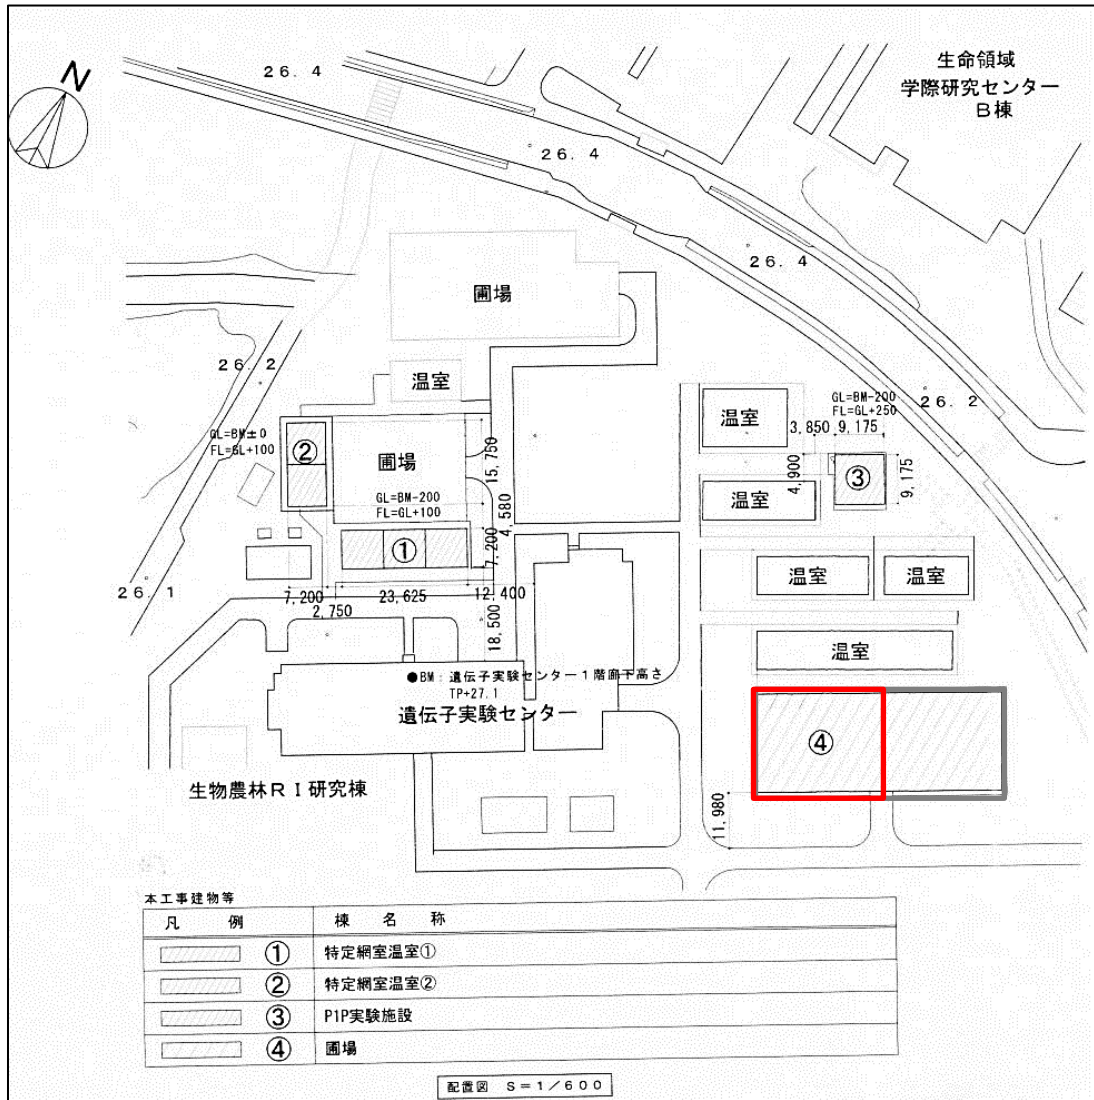 生命領域
学際研究センター
B棟
N
26.4
26.4
26.4
圃場
26.2
温室
GL=BM±0
FL=GL+100
②
圃場
15,750
GL=BM-200
FL=GL+100
4,580
①
7,200
温室
GL=BM-200
FL=GL+250
26.2
3,850
9,175
4,900
③
9,175
温室
26.1
7,200
23,625
12,400
2,750
18,500
温室
温室
温室
●BM：遺伝子実験センター1階廊下高さ
TP+27.1
遺伝子実験センター
④
生物農林RI研究棟
11,980
本工事建物等
凡 例 棟 名 称
① 特定網室温室①
② 特定網室温室②
③ P1P実験施設
④ 圃場
配置図 S=1/600